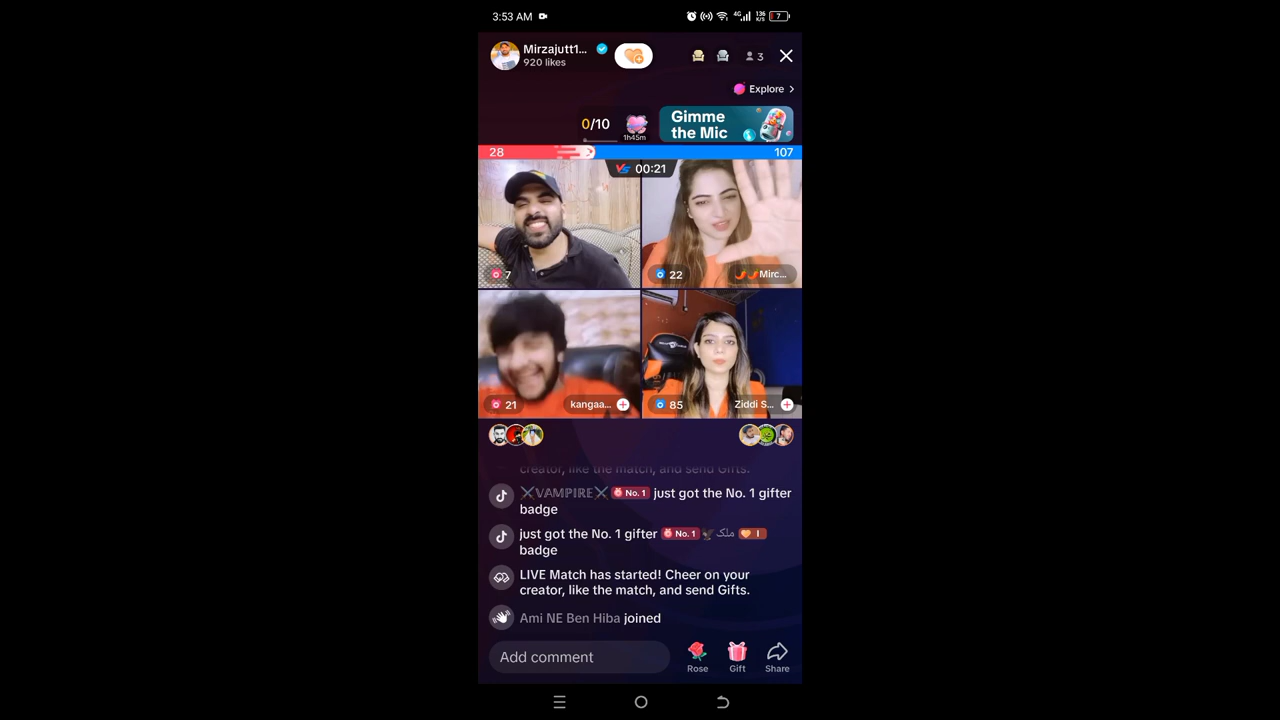 3:53 AM
4G 136 K/S 7
Mirzajutt1...
920 likes
3
Explore
0/10
1h45m
Gimme
the Mic
28
107
VS 00:21
7
22
Mirc...
21
kangaa...
85
Ziddi S...
creator, like the match, and send Gifts.
⚔️𝕍𝔸𝕄ℙ𝕀ℝ𝔼⚔️ No. 1 just got the No. 1 gifter
badge
just got the No. 1 gifter No. 1 ملک I
badge
LIVE Match has started! Cheer on your
creator, like the match, and send Gifts.
Ami NE Ben Hiba joined
Add comment
Rose
Gift
Share